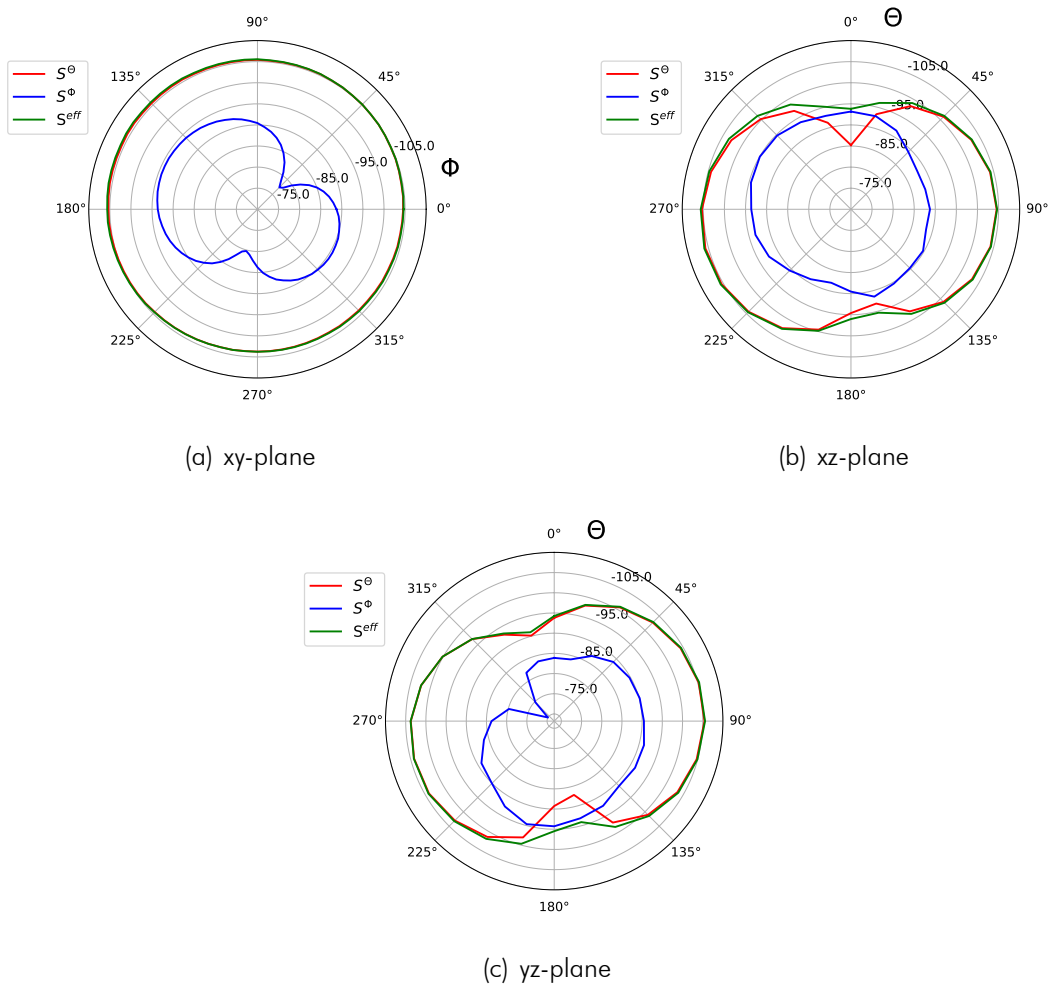 90°
135°
45°
S^Θ
S^Φ
S^eff
-105.0
-95.0
-85.0
-75.0
Φ
180°
0°
225°
315°
270°
(a) xy-plane
0°
Θ
315°
45°
S^Θ
S^Φ
S^eff
-105.0
-95.0
-85.0
-75.0
270°
90°
225°
135°
180°
(b) xz-plane
0°
Θ
315°
45°
S^Θ
S^Φ
S^eff
-105.0
-95.0
-85.0
-75.0
270°
90°
225°
135°
180°
(c) yz-plane